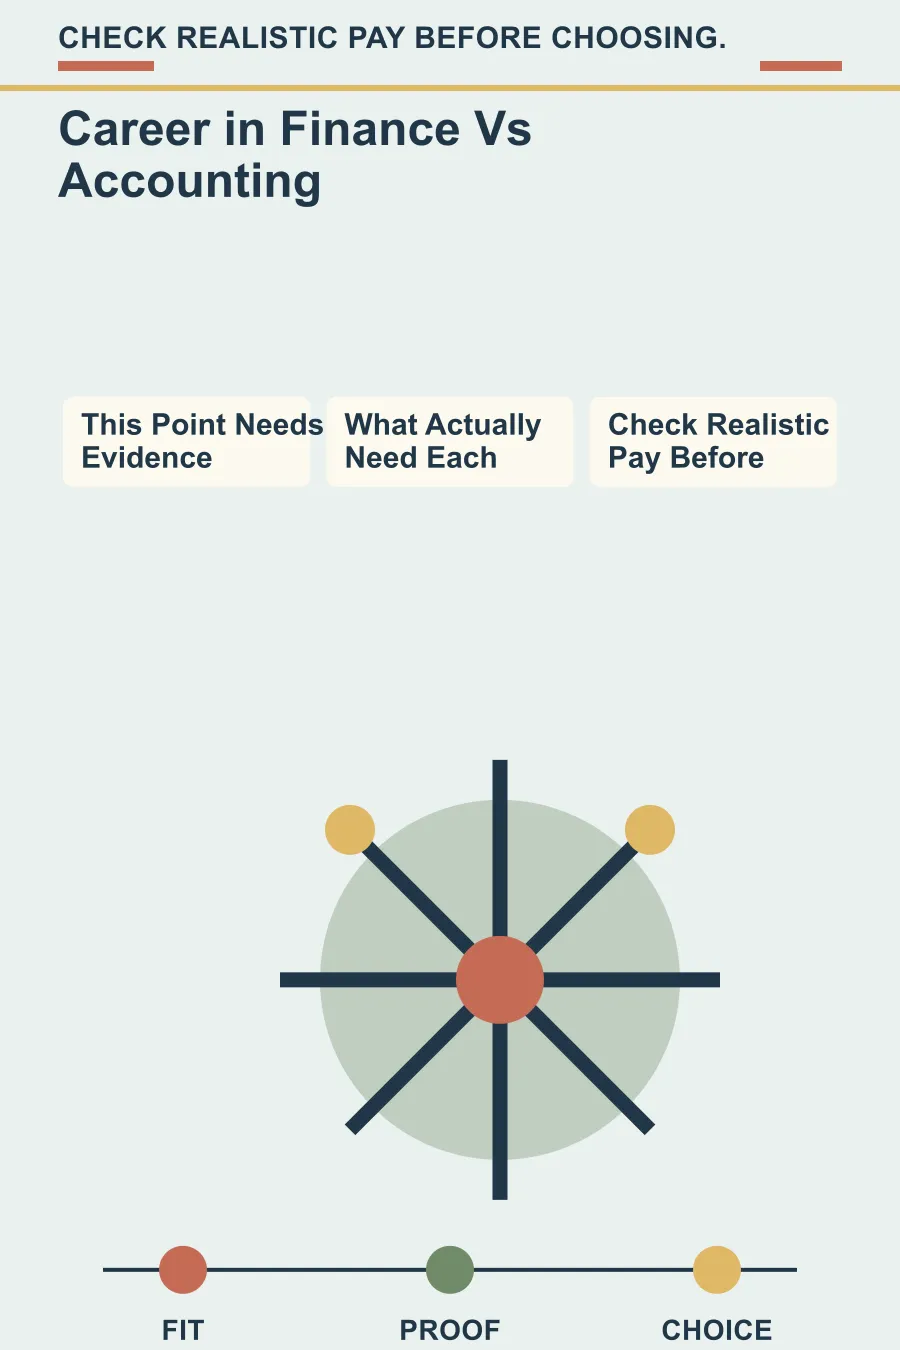 CHECK REALISTIC PAY BEFORE CHOOSING.
Career in Finance Vs
Accounting
This Point Needs
Evidence
What Actually
Need Each
Check Realistic
Pay Before
FIT
PROOF
CHOICE